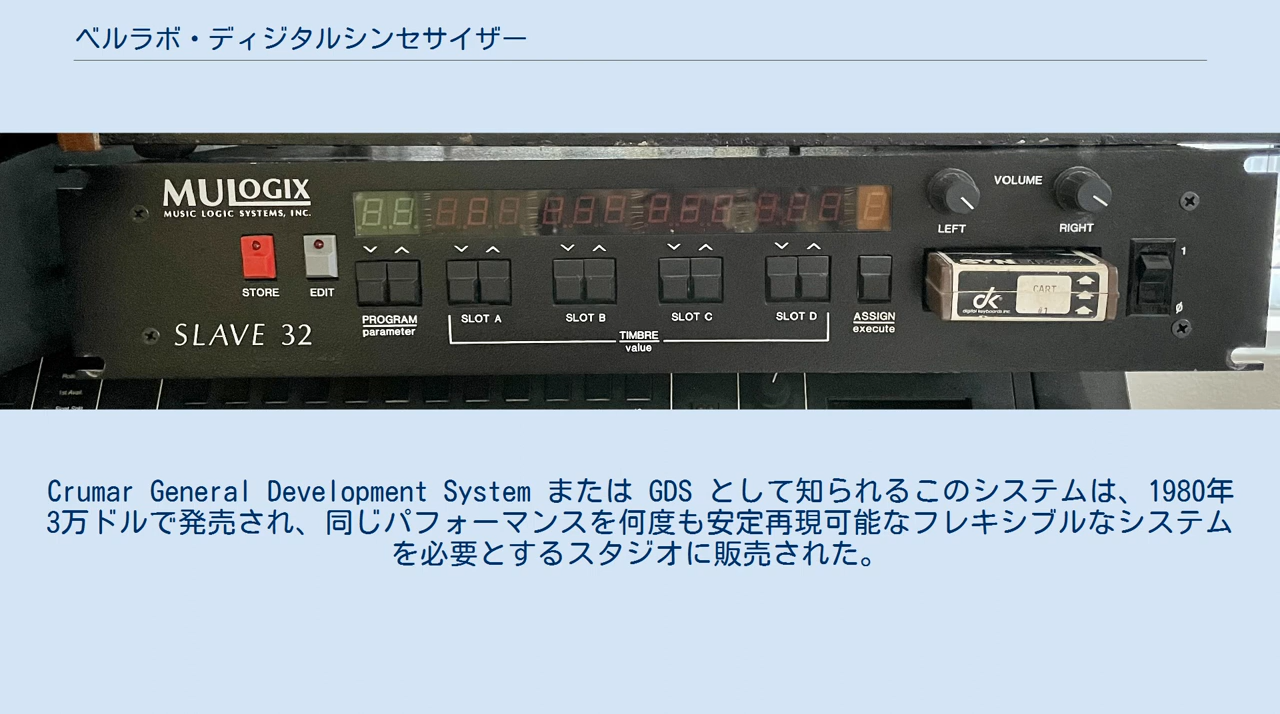 ベルラボ・ディジタルシンセサイザー
MULOGIX
MUSIC LOGIC SYSTEMS, INC.
VOLUME
LEFT
RIGHT
STORE
EDIT
PROGRAM
parameter
SLOT A
SLOT B
SLOT C
SLOT D
TIMBRE
value
ASSIGN
execute
SLAVE 32
dk
digital keyboards inc
CART
#1
1
Ø
Crumar General Development System または GDS として知られるこのシステムは、1980年
3万ドルで発売され、同じパフォーマンスを何度も安定再現可能なフレキシブルなシステム
を必要とするスタジオに販売された。